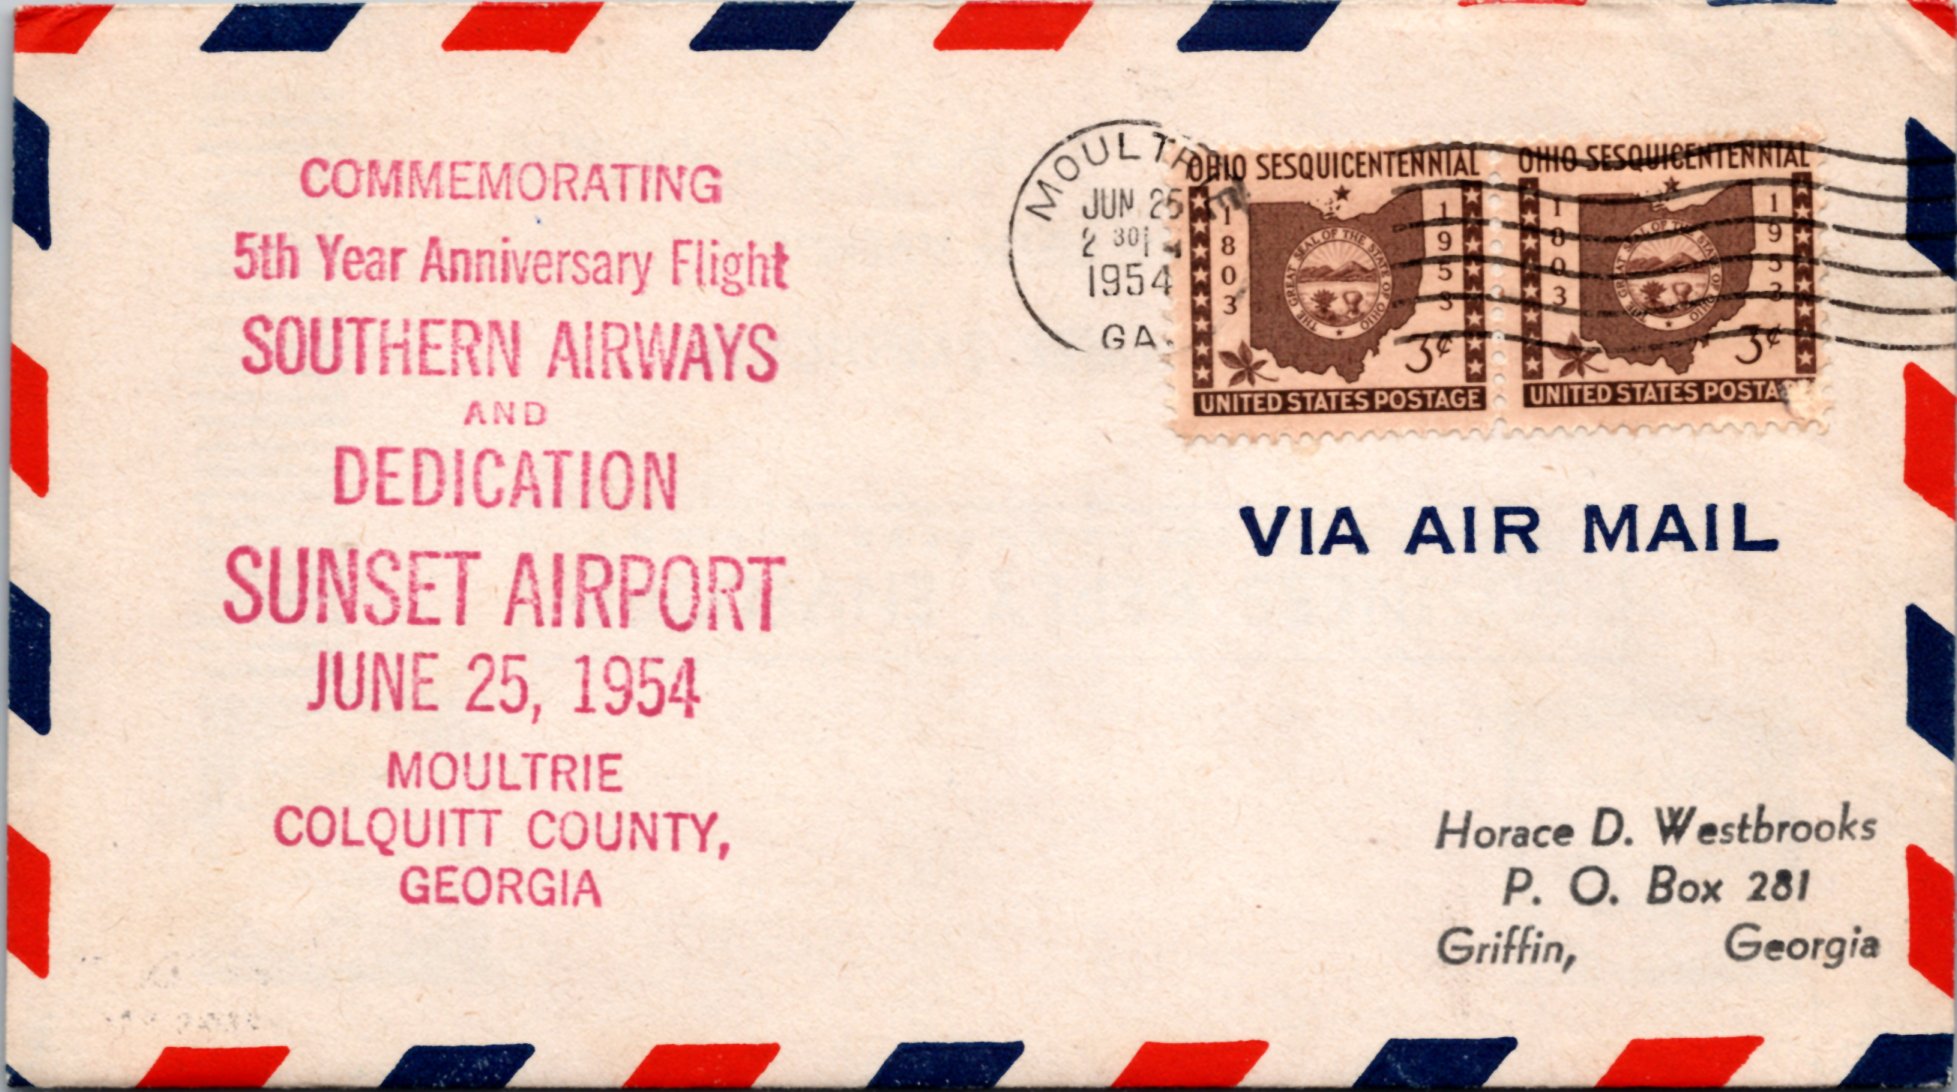 COMMEMORATING
5th Year Anniversary Flight
SOUTHERN AIRWAYS
AND
DEDICATION
SUNSET AIRPORT
JUNE 25, 1954
MOULTRIE
COLQUITT COUNTY,
GEORGIA
MOULTRIE
JUN 25
2 30
1954
GA.
OHIO SESQUICENTENNIAL
1803
1953
THE GREAT SEAL OF THE STATE OF OHIO
3¢
UNITED STATES POSTAGE
OHIO SESQUICENTENNIAL
1803
1953
THE GREAT SEAL OF THE STATE OF OHIO
3¢
UNITED STATES POSTAGE
VIA AIR MAIL
Horace D. Westbrooks
P. O. Box 281
Griffin, Georgia